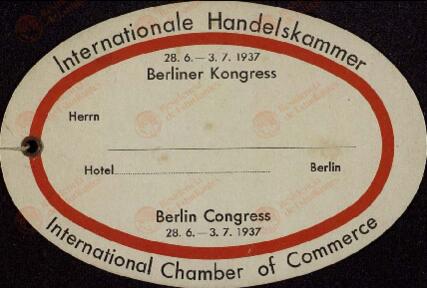 Internationale Handelskammer
28. 6. — 3. 7. 1937
Berliner Kongress
Herrn
Hotel Berlin
Berlin Congress
28. 6. — 3. 7. 1937
International Chamber of Commerce